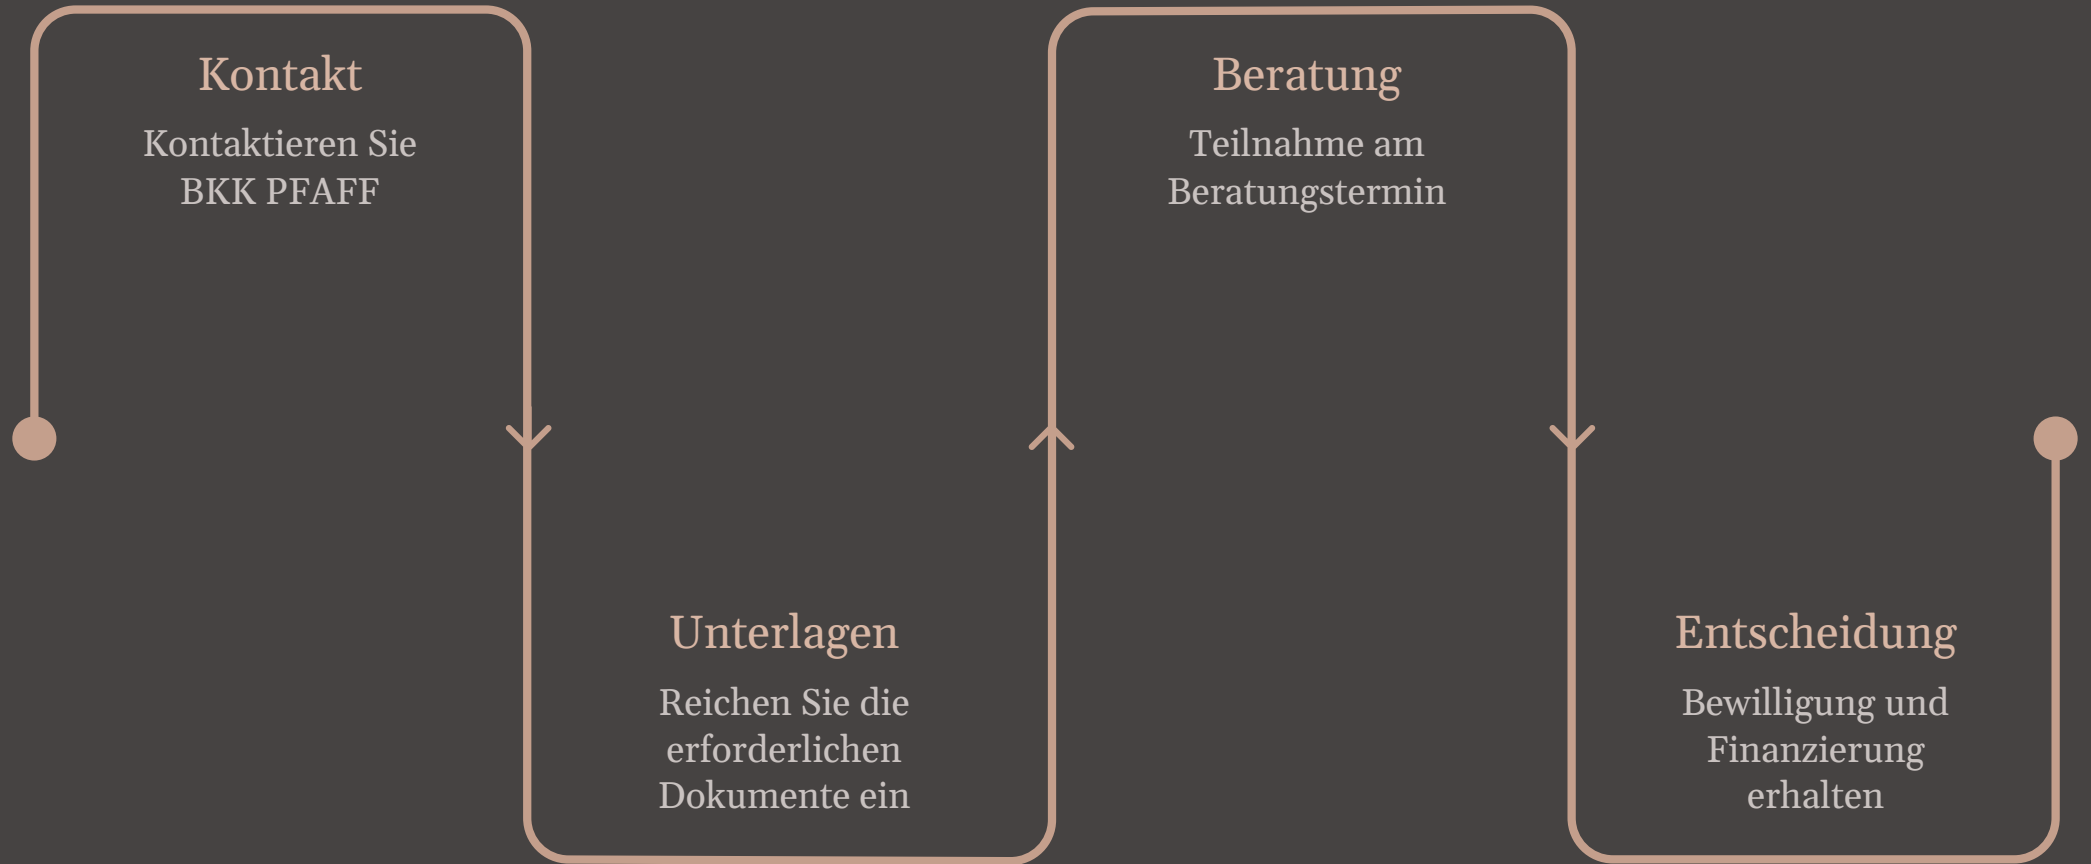 Kontakt
Kontaktieren Sie
BKK PFAFF
Unterlagen
Reichen Sie die
erforderlichen
Dokumente ein
Beratung
Teilnahme am
Beratungstermin
Entscheidung
Bewilligung und
Finanzierung
erhalten